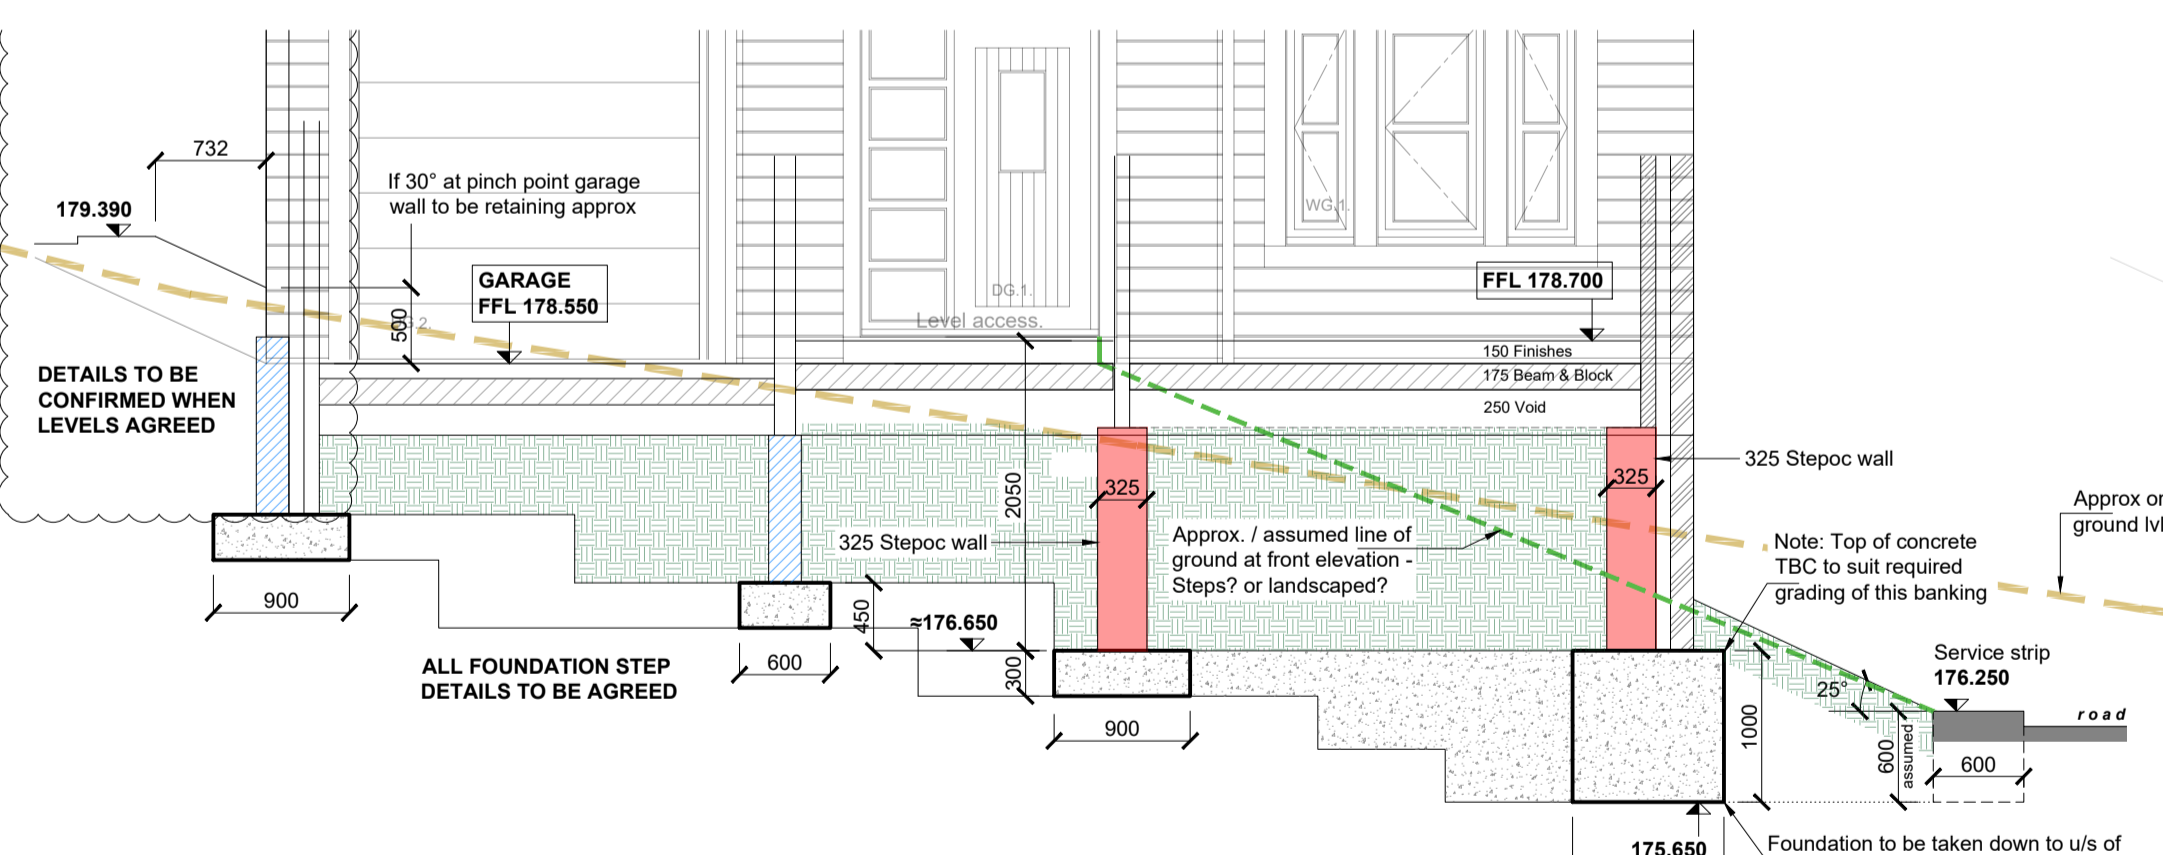 732
179.390
If 30° at pinch point garage
wall to be retaining approx
500
G.2.
GARAGE
FFL 178.550
DG.1.
Level access.
WG.1.
FFL 178.700
150 Finishes
175 Beam & Block
250 Void
DETAILS TO BE
CONFIRMED WHEN
LEVELS AGREED
2050
325
325
325 Stepoc wall
325 Stepoc wall
Approx. / assumed line of
ground at front elevation -
Steps? or landscaped?
Approx or
ground lvl
Note: Top of concrete
TBC to suit required
grading of this banking
900
450
≈176.650
600
300
900
ALL FOUNDATION STEP
DETAILS TO BE AGREED
Service strip
176.250
25°
road
1000
600
assumed
600
175.650
Foundation to be taken down to u/s of